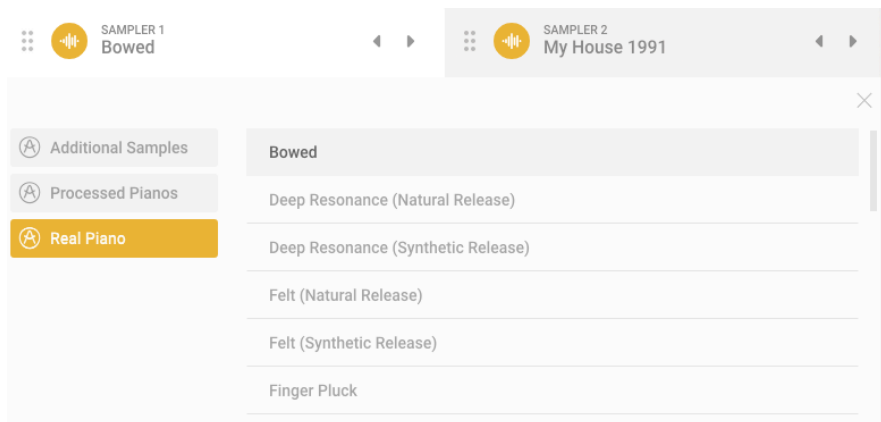 SAMPLER 1
Bowed
SAMPLER 2
My House 1991
Additional Samples
Processed Pianos
Real Piano
Bowed
Deep Resonance (Natural Release)
Deep Resonance (Synthetic Release)
Felt (Natural Release)
Felt (Synthetic Release)
Finger Pluck